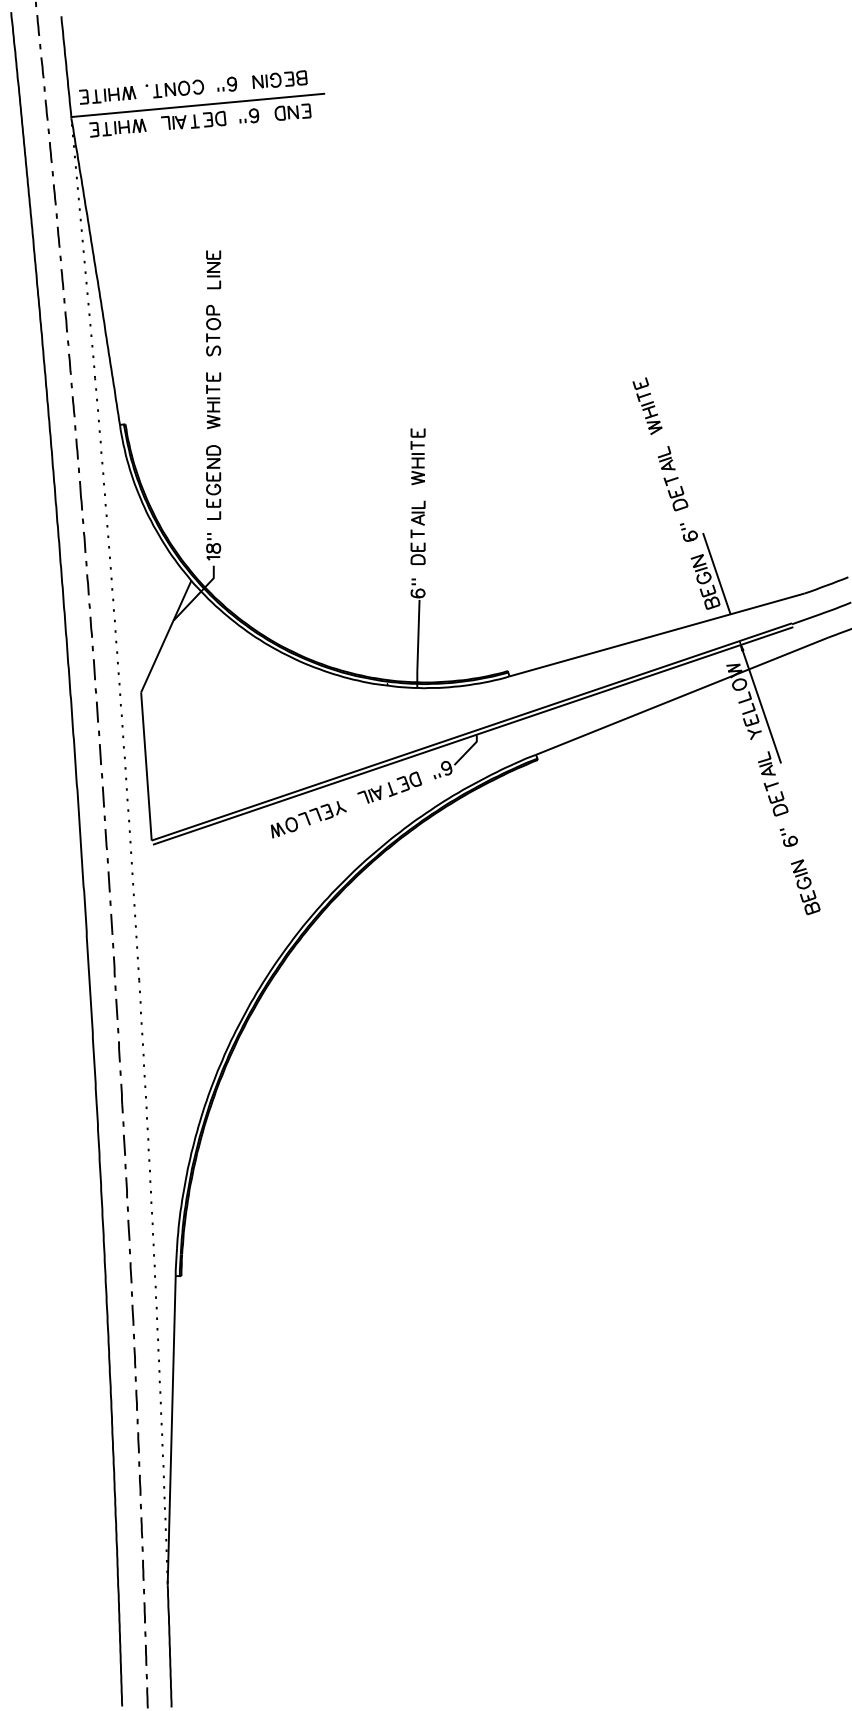 BEGIN 6" CONT. WHITE
END 6" DETAIL WHITE
18" LEGEND WHITE STOP LINE
6" DETAIL WHITE
BEGIN 6" DETAIL WHITE
6" DETAIL YELLOW
BEGIN 6" DETAIL YELLOW